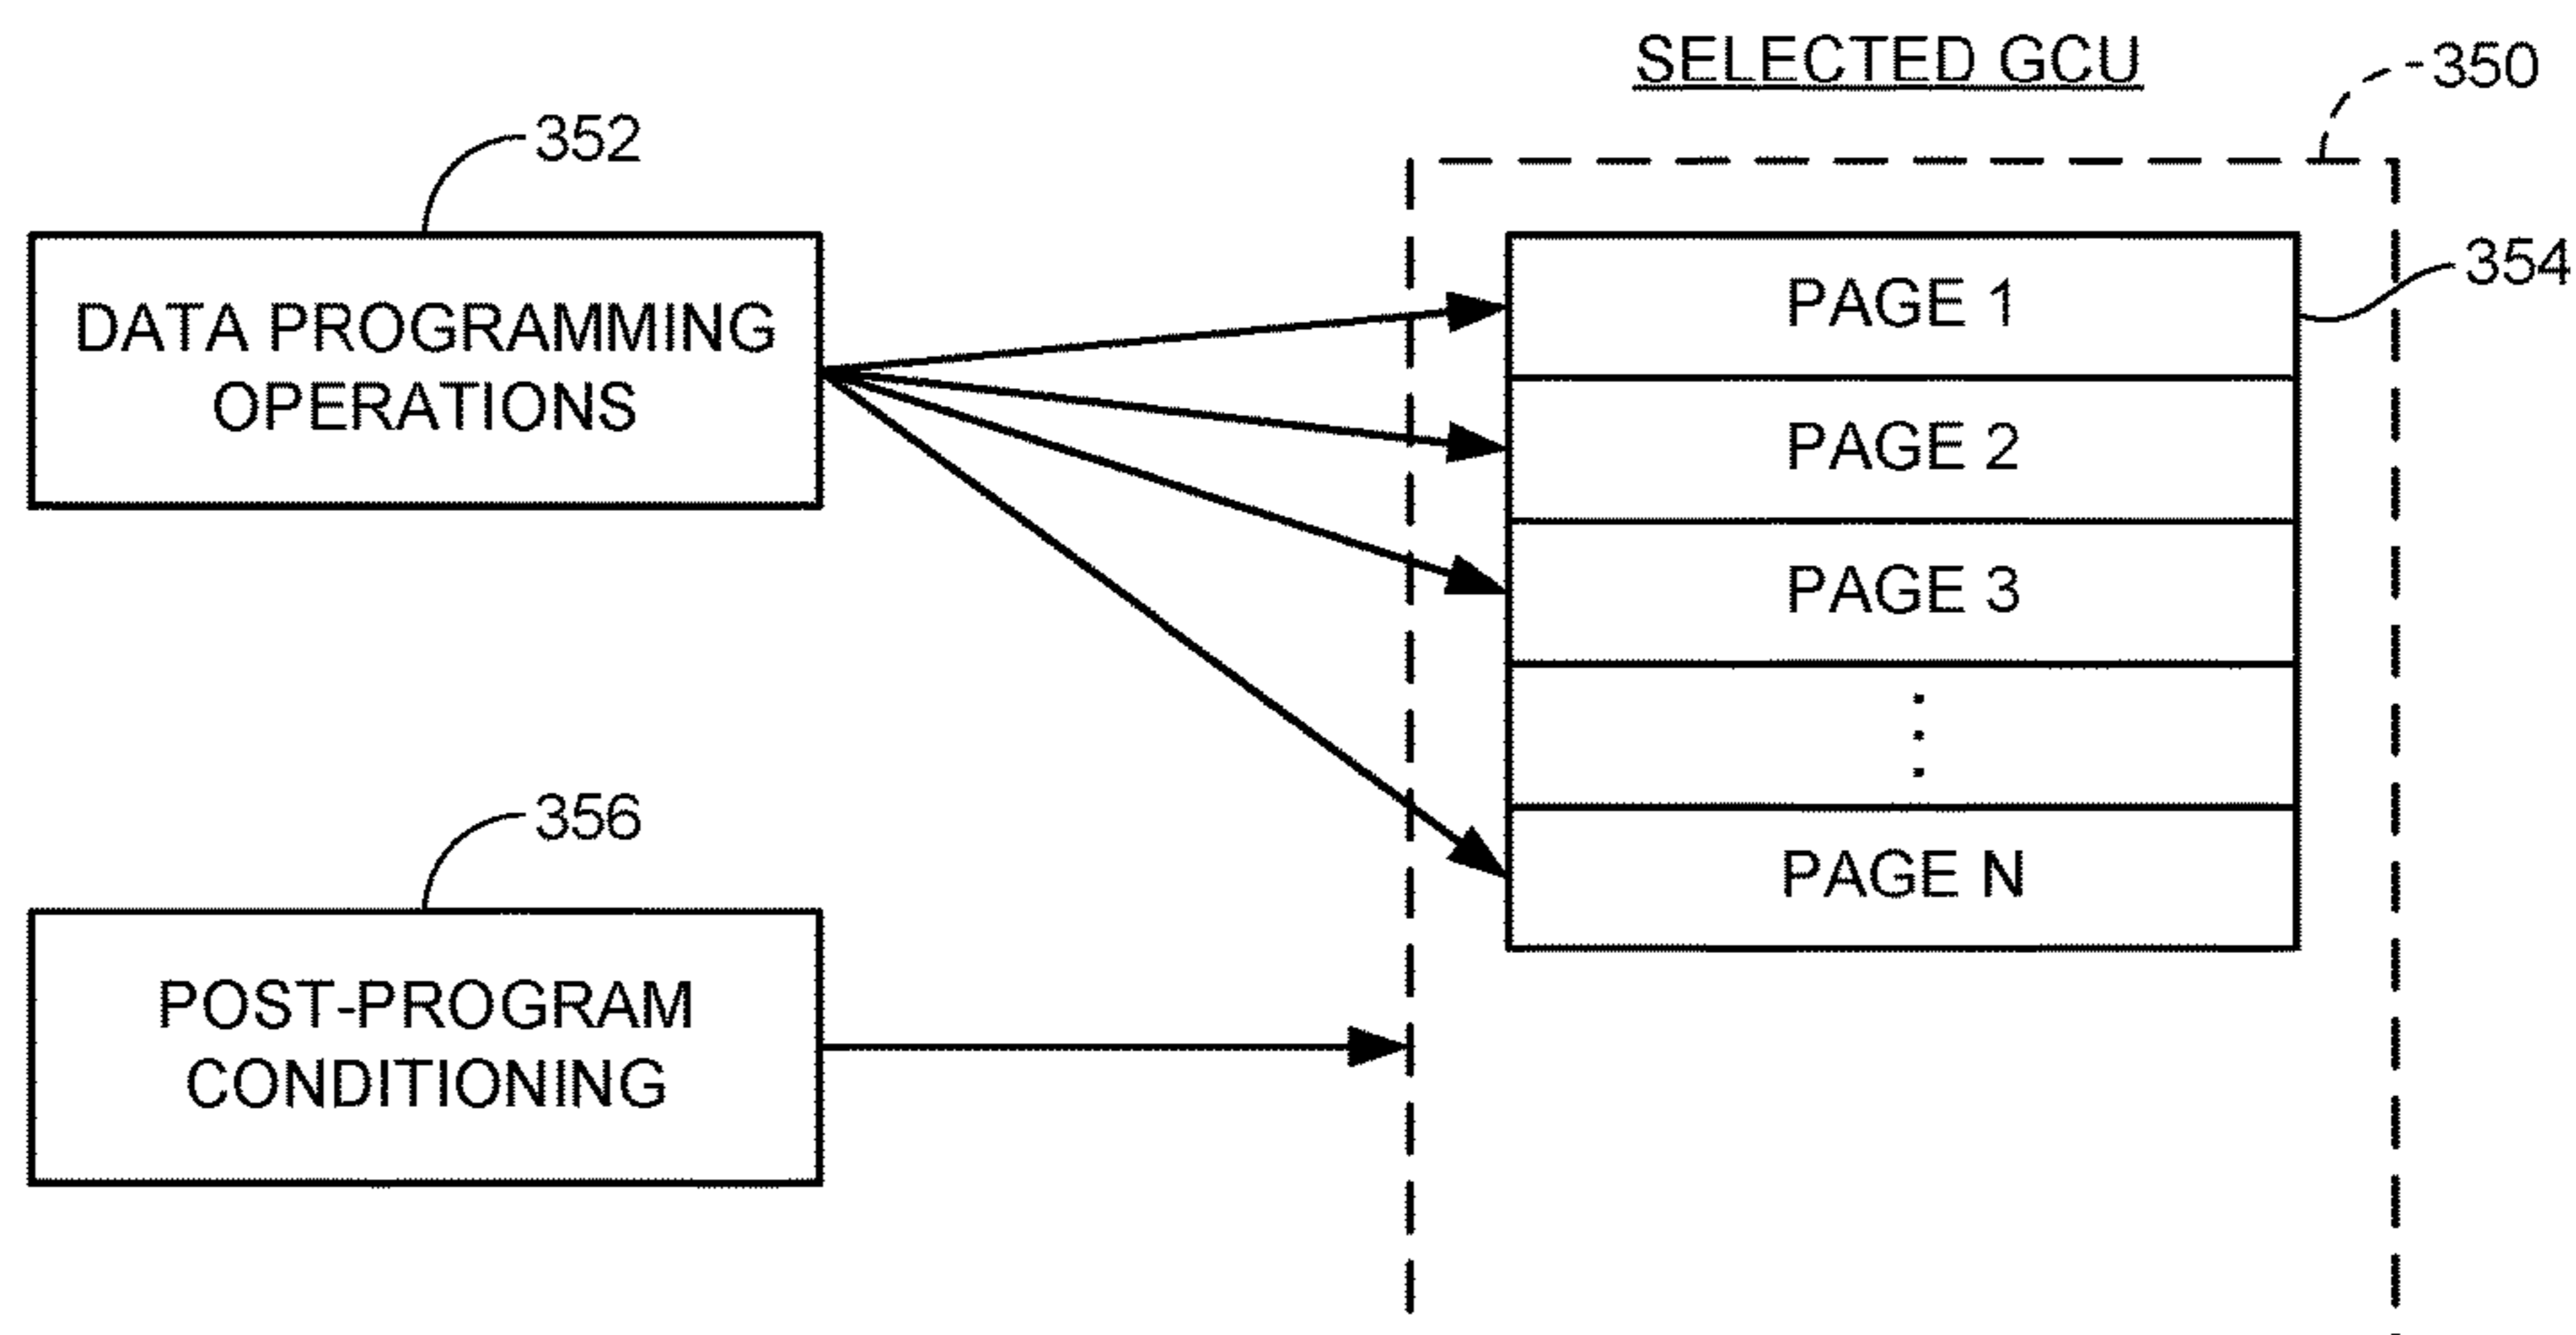 SELECTED GCU
350
352
DATA PROGRAMMING
OPERATIONS
354
PAGE 1
PAGE 2
PAGE 3
PAGE N
356
POST-PROGRAM
CONDITIONING